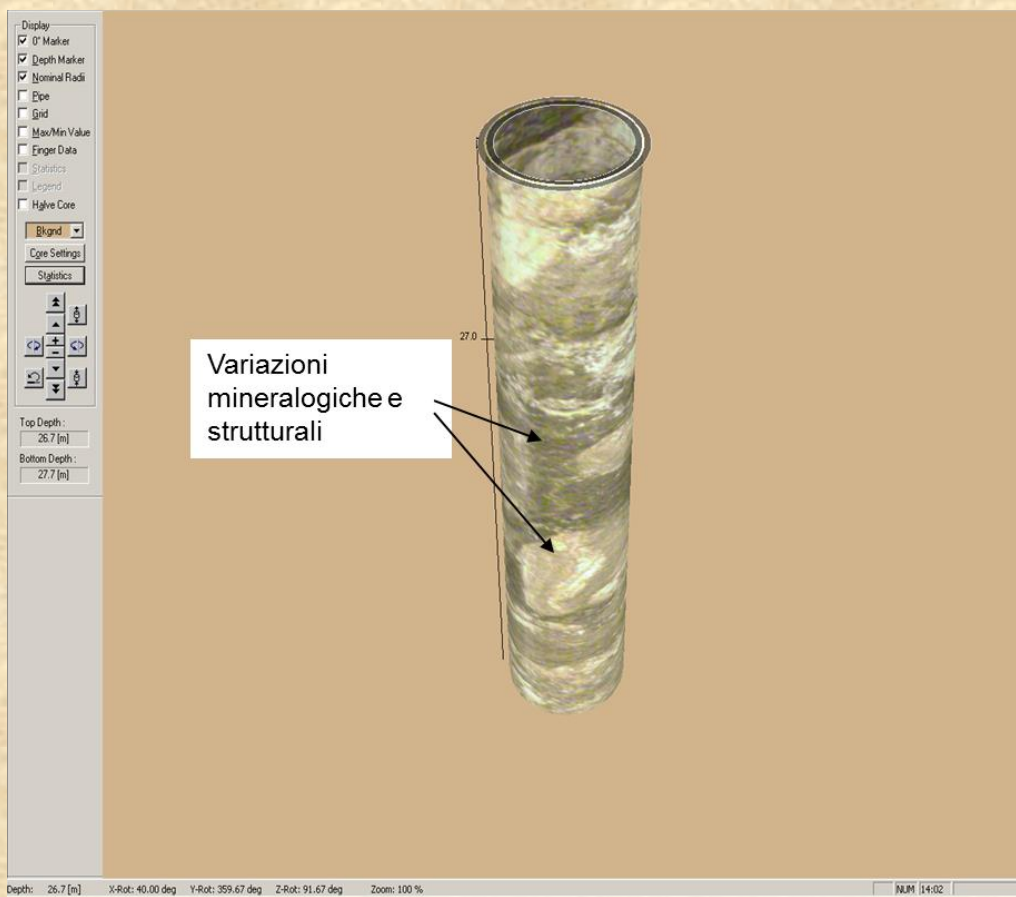 Display
0° Marker
Depth Marker
Nominal Radii
Pipe
Grid
Max/Min Value
Finger Data
Statistics
Legend
Halve Core
Bkgnd
Core Settings
Statistics
Top Depth :
26.7 [m]
Bottom Depth :
27.7 [m]
27.0
Variazioni
mineralogiche e
strutturali
Depth: 26.7 [m] X-Rot: 40.00 deg Y-Rot: 359.67 deg Z-Rot: 91.67 deg Zoom: 100 % NUM 14:02